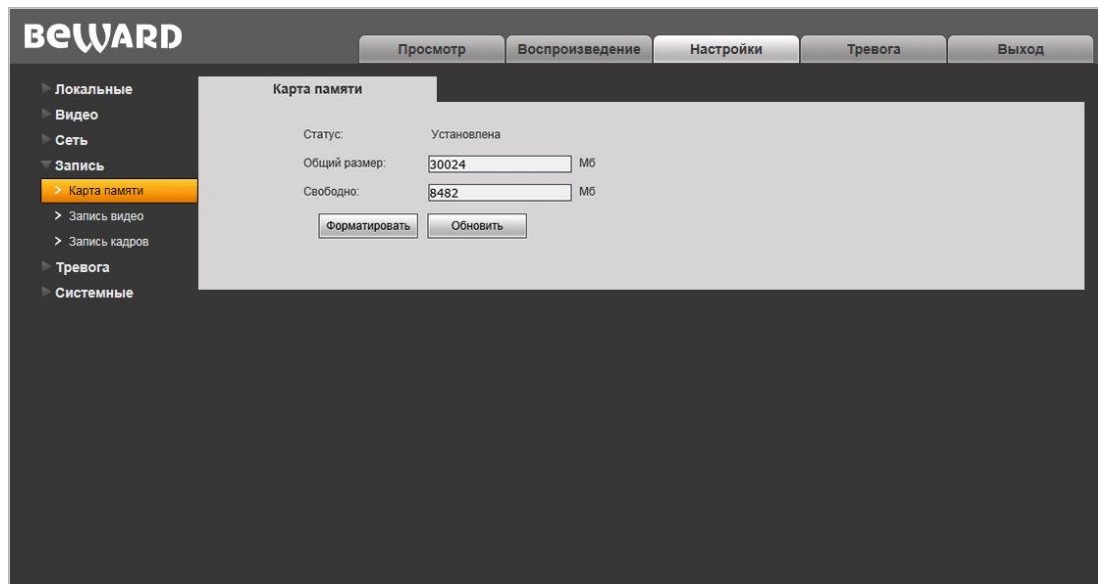 BEWARD
Просмотр Воспроизведение Настройки Тревога Выход
Локальные
Видео
Сеть
Запись
> Карта памяти
> Запись видео
> Запись кадров
Тревога
Системные
Карта памяти
Статус: Установлена
Общий размер: 30024 Мб
Свободно: 8482 Мб
Форматировать Обновить